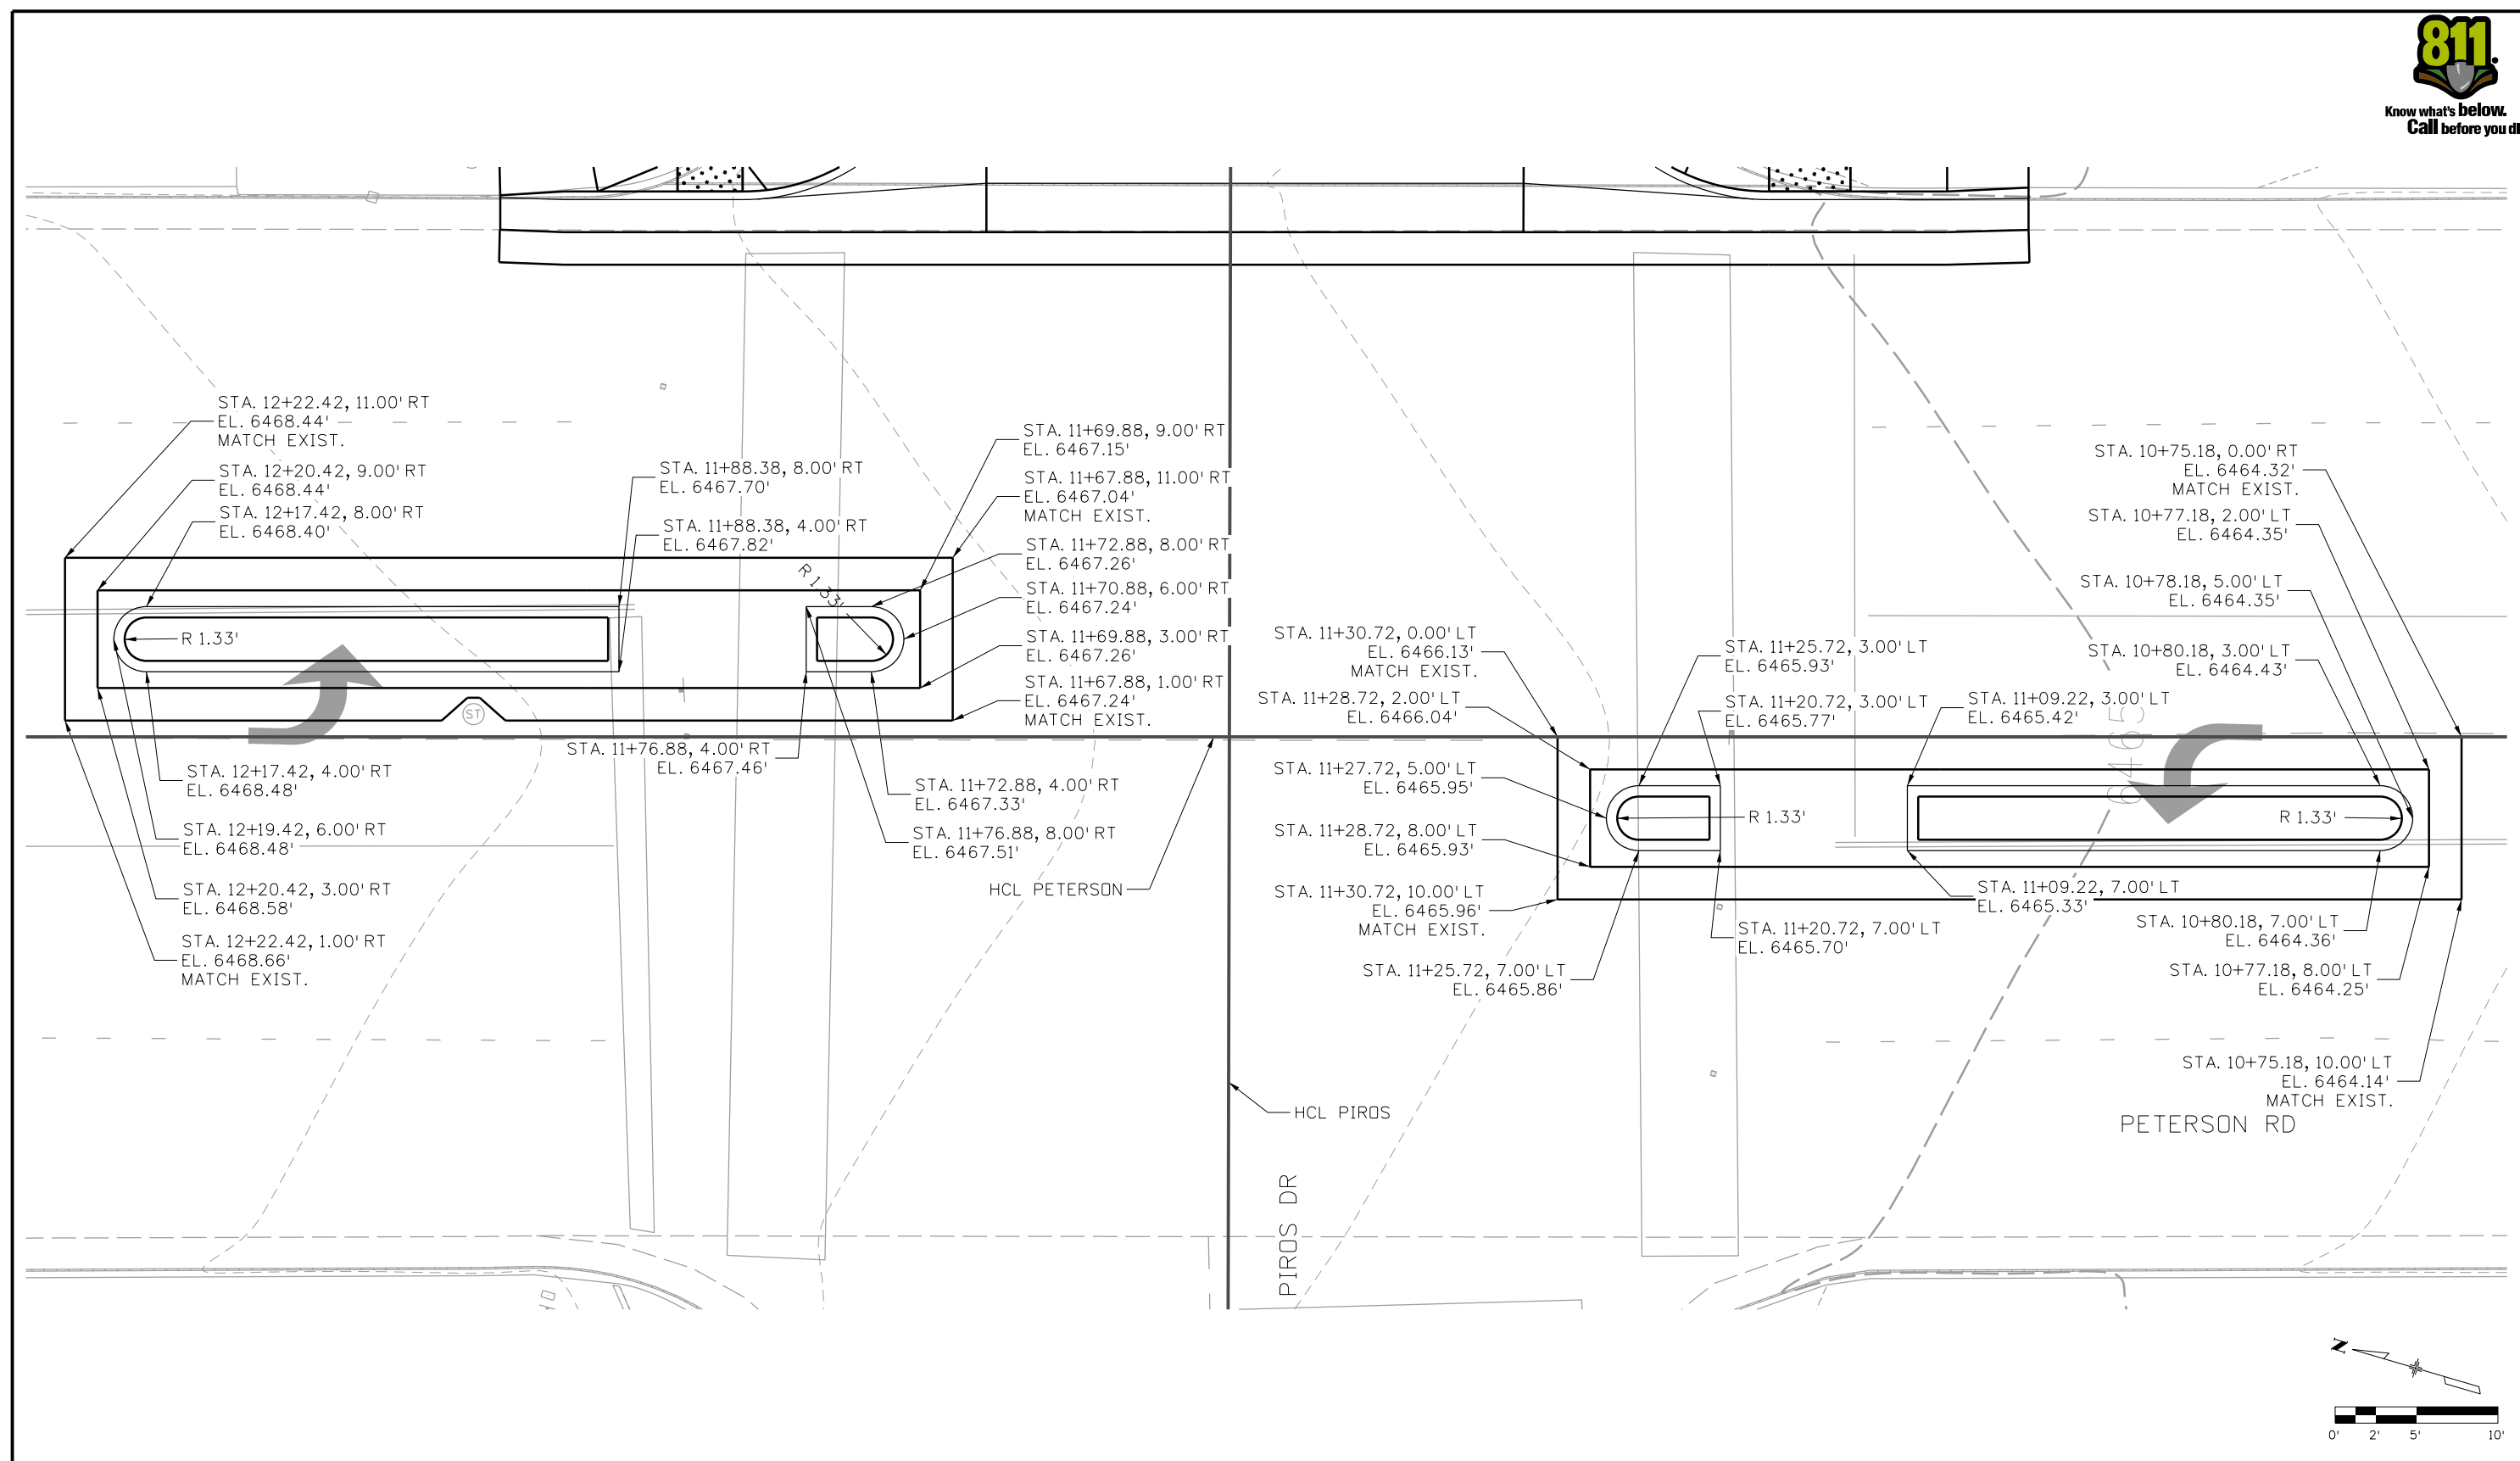 811.
Know what's below.
Call before you di
STA. 12+22.42, 11.00' RT
EL. 6468.44'
MATCH EXIST.
STA. 12+20.42, 9.00' RT
EL. 6468.44'
STA. 12+17.42, 8.00' RT
EL. 6468.40'
STA. 11+88.38, 8.00' RT
EL. 6467.70'
STA. 11+88.38, 4.00' RT
EL. 6467.82'
STA. 11+69.88, 9.00' RT
EL. 6467.15'
STA. 11+67.88, 11.00' RT
EL. 6467.04'
MATCH EXIST.
STA. 11+72.88, 8.00' RT
EL. 6467.26'
STA. 11+70.88, 6.00' RT
EL. 6467.24'
STA. 11+69.88, 3.00' RT
EL. 6467.26'
STA. 11+67.88, 1.00' RT
EL. 6467.24'
MATCH EXIST.
R 1.33'
R 1.33'
ST
STA. 11+76.88, 4.00' RT
EL. 6467.46'
STA. 11+72.88, 4.00' RT
EL. 6467.33'
STA. 11+76.88, 8.00' RT
EL. 6467.51'
HCL PETERSON
STA. 12+17.42, 4.00' RT
EL. 6468.48'
STA. 12+19.42, 6.00' RT
EL. 6468.48'
STA. 12+20.42, 3.00' RT
EL. 6468.58'
STA. 12+22.42, 1.00' RT
EL. 6468.66'
MATCH EXIST.
STA. 10+75.18, 0.00' RT
EL. 6464.32'
MATCH EXIST.
STA. 10+77.18, 2.00' LT
EL. 6464.35'
STA. 10+78.18, 5.00' LT
EL. 6464.35'
STA. 10+80.18, 3.00' LT
EL. 6464.43'
STA. 11+30.72, 0.00' LT
EL. 6466.13'
MATCH EXIST.
STA. 11+28.72, 2.00' LT
EL. 6466.04'
STA. 11+25.72, 3.00' LT
EL. 6465.93'
STA. 11+20.72, 3.00' LT
EL. 6465.77'
STA. 11+09.22, 3.00' LT
EL. 6465.42'
6465
STA. 11+27.72, 5.00' LT
EL. 6465.95'
STA. 11+28.72, 8.00' LT
EL. 6465.93'
STA. 11+30.72, 10.00' LT
EL. 6465.96'
MATCH EXIST.
STA. 11+25.72, 7.00' LT
EL. 6465.86'
R 1.33'
R 1.33'
STA. 11+20.72, 7.00' LT
EL. 6465.70'
STA. 11+09.22, 7.00' LT
EL. 6465.33'
STA. 10+80.18, 7.00' LT
EL. 6464.36'
STA. 10+77.18, 8.00' LT
EL. 6464.25'
STA. 10+75.18, 10.00' LT
EL. 6464.14'
MATCH EXIST.
PETERSON RD
HCL PIROS
PIROS DR
N
0' 2' 5' 10'